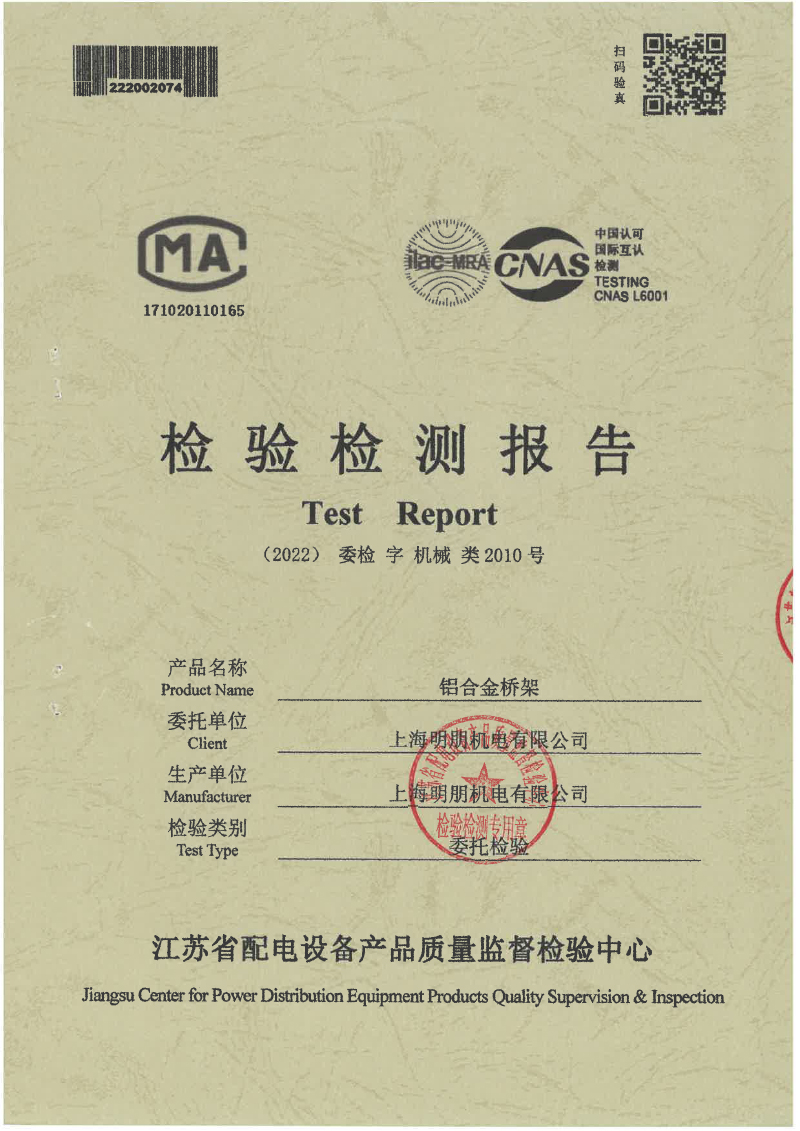 222002074
扫码验真
MA
171020110165
ilac-MRA
CNAS
中国认可
国际互认
检测
TESTING
CNAS L6001
检验检测报告
Test Report
（2022） 委检 字 机械 类2010号
产品名称
Product Name
铝合金桥架
委托单位
Client
上海明朋机电有限公司
生产单位
Manufacturer
上海明朋机电有限公司
检验检测专用章
检验类别
Test Type
委托检验
江苏省配电设备产品质量监督检验中心
Jiangsu Center for Power Distribution Equipment Products Quality Supervision & Inspection